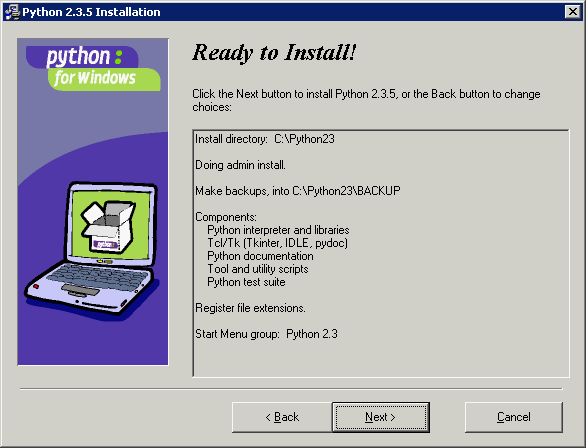 Python 2.3.5 Installation
python:
for Windows
Ready to Install!
Click the Next button to install Python 2.3.5, or the Back button to change
choices:
Install directory:  C:\Python23
Doing admin install.
Make backups, into C:\Python23\BACKUP
Components:
Python interpreter and libraries
Tcl/Tk (Tkinter, IDLE, pydoc)
Python documentation
Tool and utility scripts
Python test suite
Register file extensions.
Start Menu group:  Python 2.3
python
< Back
Next >
Cancel